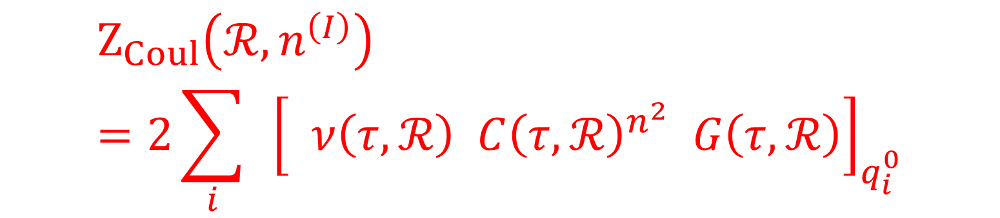 Z_Coul(ℛ, n^(I))
= 2 ∑_i [ ν(τ, ℛ) C(τ, ℛ)^{n^2} G(τ, ℛ) ]_{q_i^0}